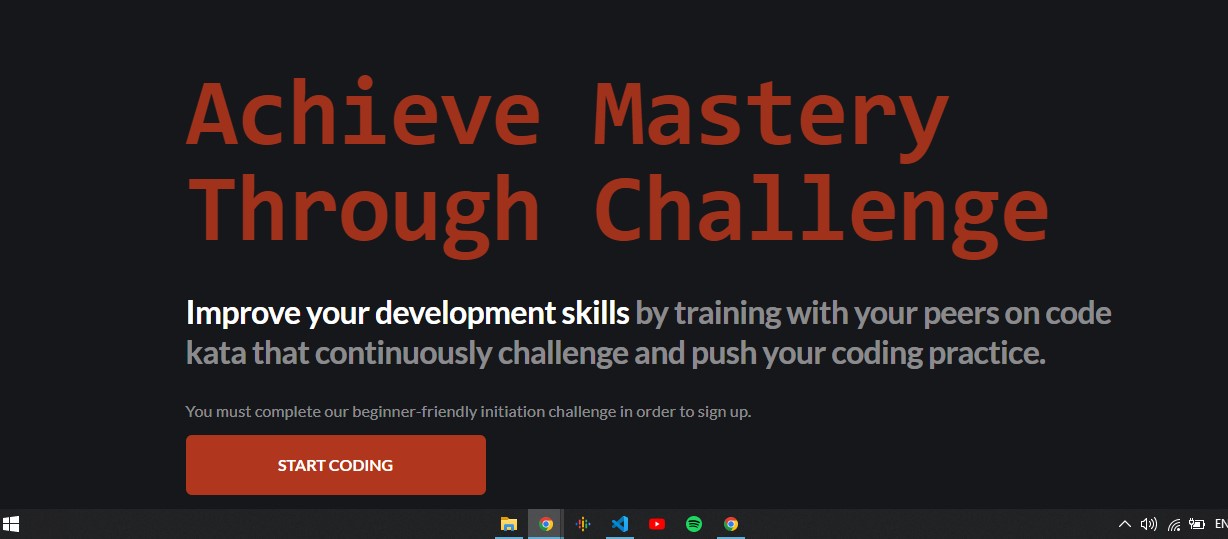 Achieve Mastery
Through Challenge
Improve your development skills by training with your peers on code
kata that continuously challenge and push your coding practice.
You must complete our beginner-friendly initiation challenge in order to sign up.
START CODING
EN